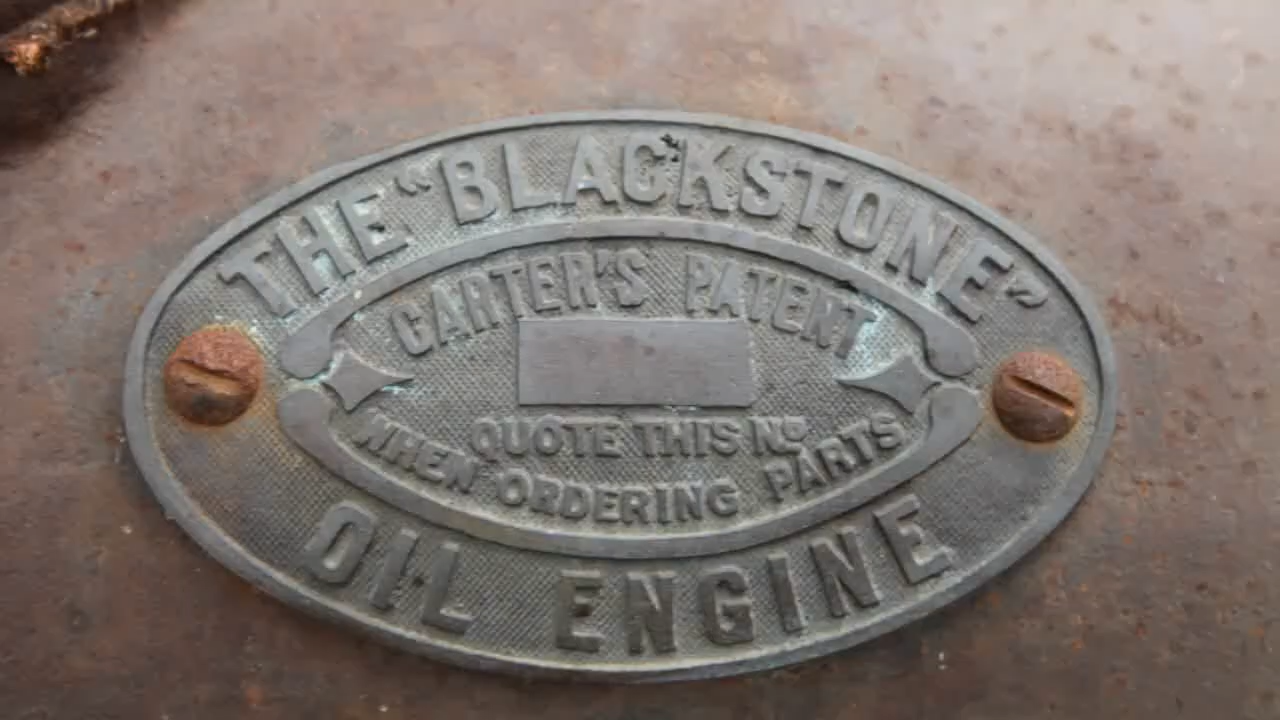 THE "BLACKSTONE"
CARTER'S PATENT
QUOTE THIS No
WHEN ORDERING PARTS
OIL ENGINE